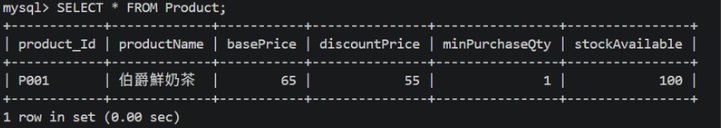 mysql> SELECT * FROM Product;
+------------+--------------+-----------+---------------+----------------+----------------+
| product_Id | productName | basePrice | discountPrice | minPurchaseQty | stockAvailable |
+------------+--------------+-----------+---------------+----------------+----------------+
| P001 | 伯爵鮮奶茶 | 65 | 55 | 1 | 100 |
+------------+--------------+-----------+---------------+----------------+----------------+
1 row in set (0.00 sec)